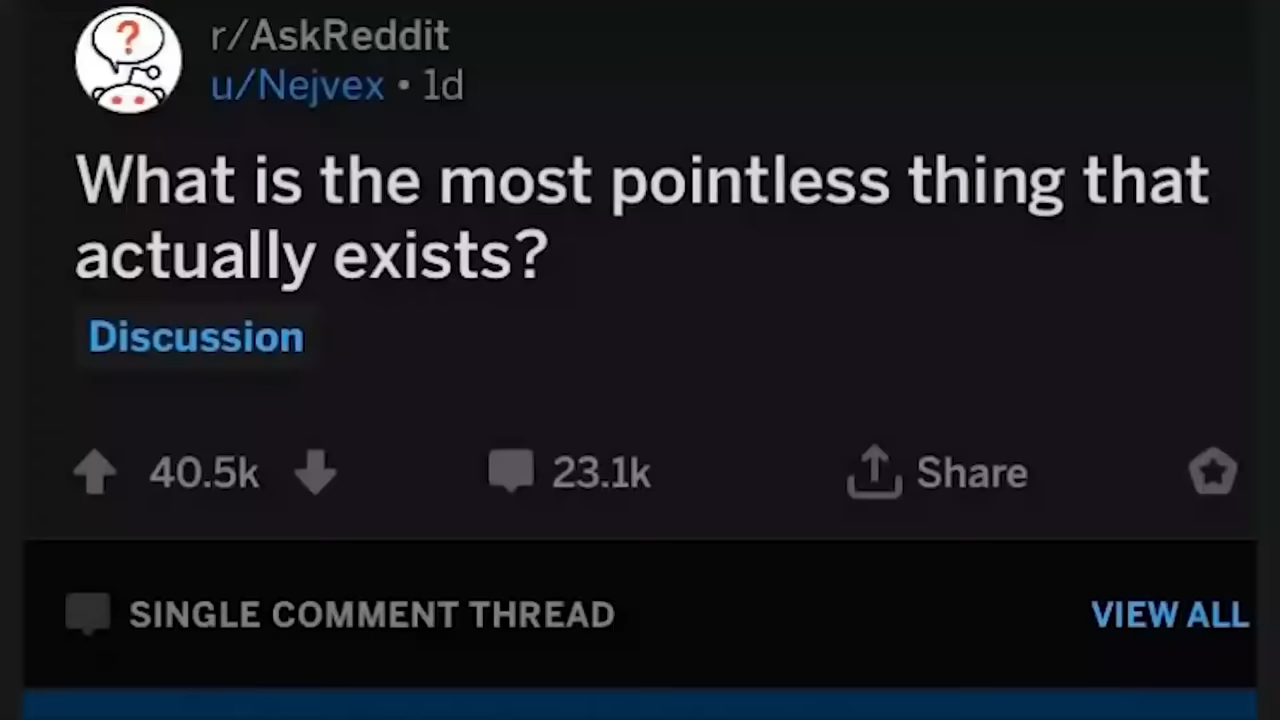 ?
r/AskReddit
u/Nejvex • 1d
What is the most pointless thing that
actually exists?
Discussion
40.5k 23.1k Share
SINGLE COMMENT THREAD VIEW ALL